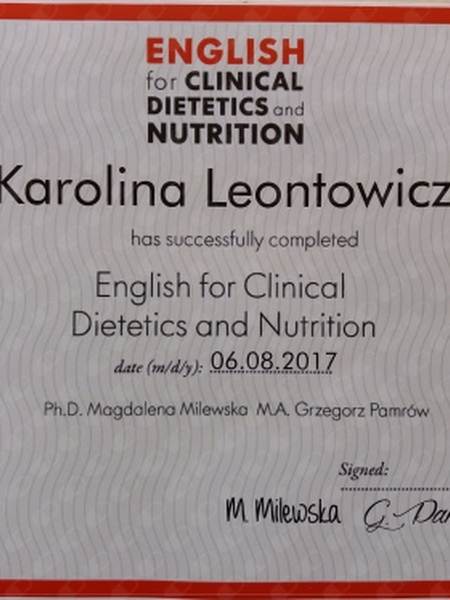 ENGLISH
for CLINICAL
DIETETICS and
NUTRITION
Karolina Leontowicz
has successfully completed
English for Clinical
Dietetics and Nutrition
date (m/d/y): 06.08.2017
Ph.D. Magdalena Milewska M.A. Grzegorz Pamrów
Signed:
M. Milewska G.